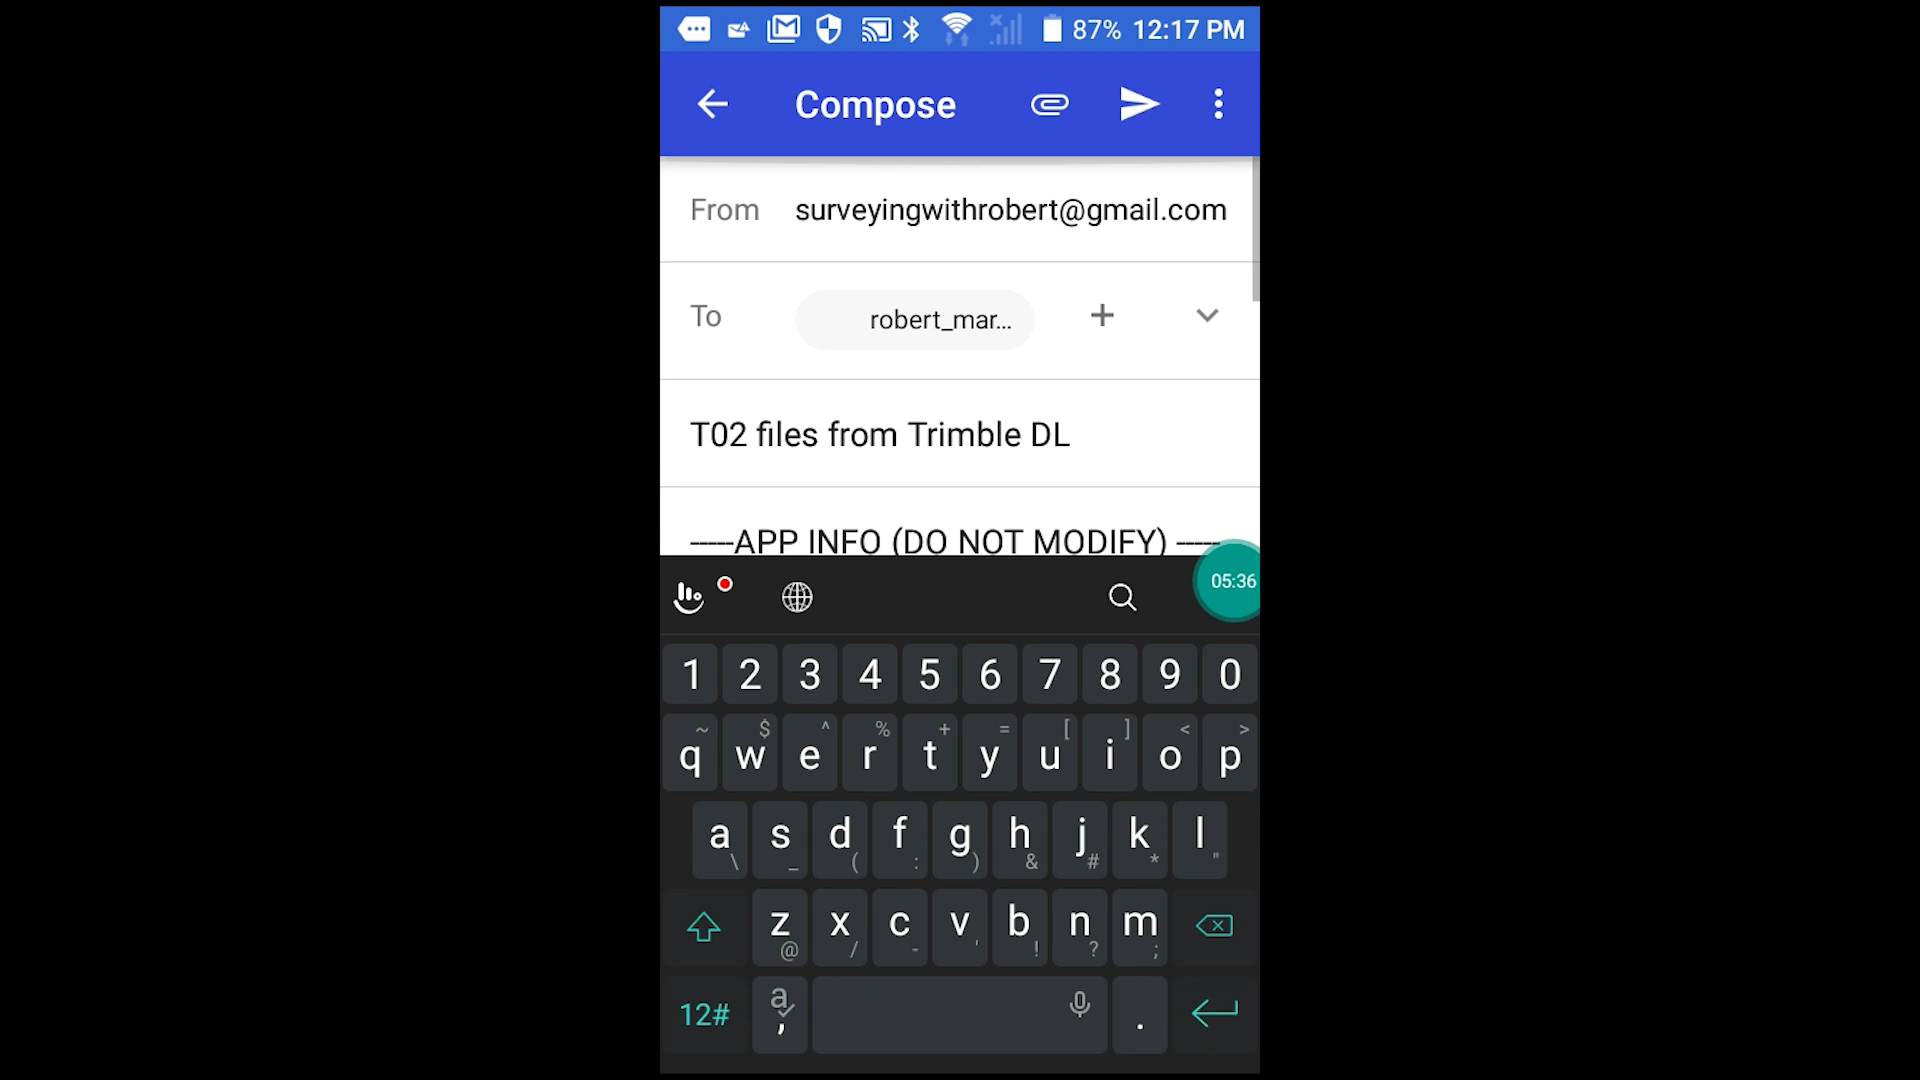 87% 12:17 PM
Compose
From surveyingwithrobert@gmail.com
To robert_mar... +
T02 files from Trimble DL
-----APP INFO (DO NOT MODIFY) -----
05:36
1 2 3 4 5 6 7 8 9 0
~ $ ^ % + = [ ] < >
q w e r t y u i o p
a s d f g h j k l
\ _ ( : ) & # * "
z x c v b n m
@ / - ' ! ? ;
12# a , .